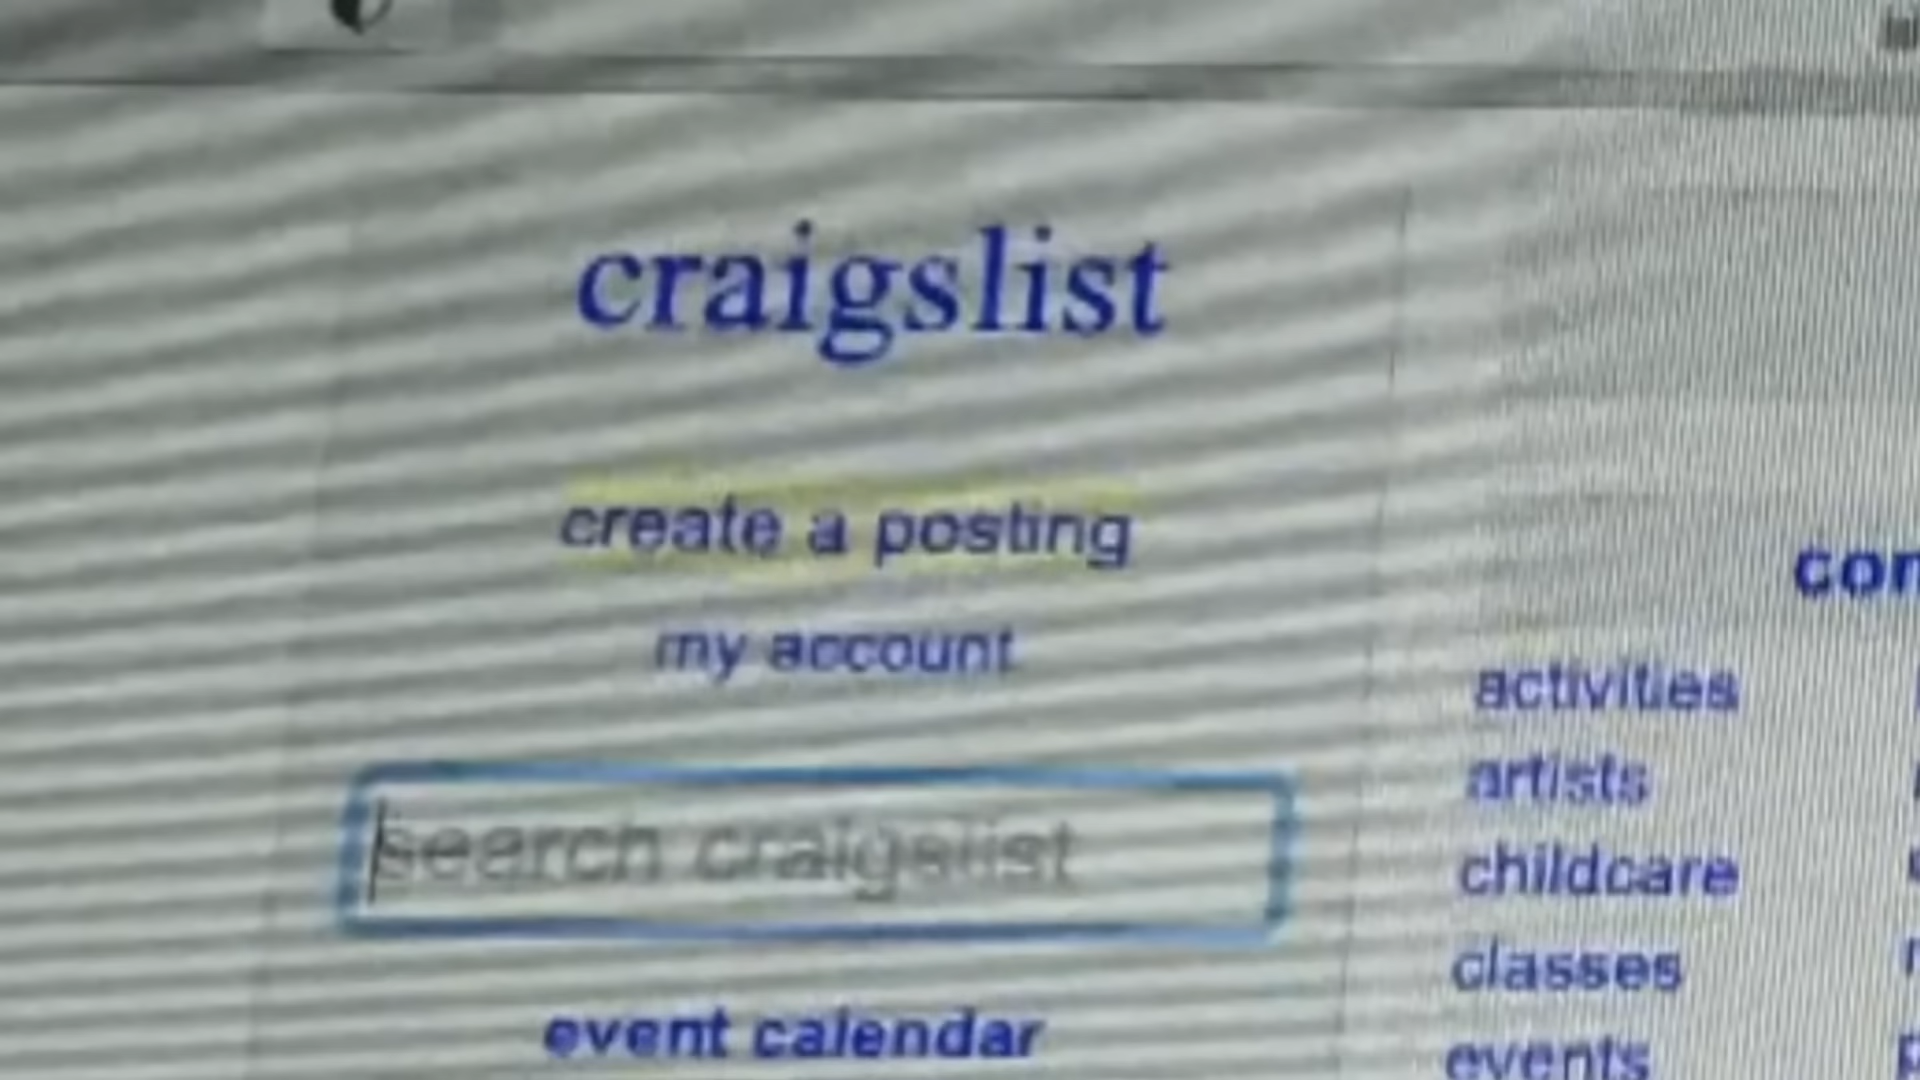 craigslist
create a posting
my account
search craigslist
event calendar
activities
artists
childcare
classes
events